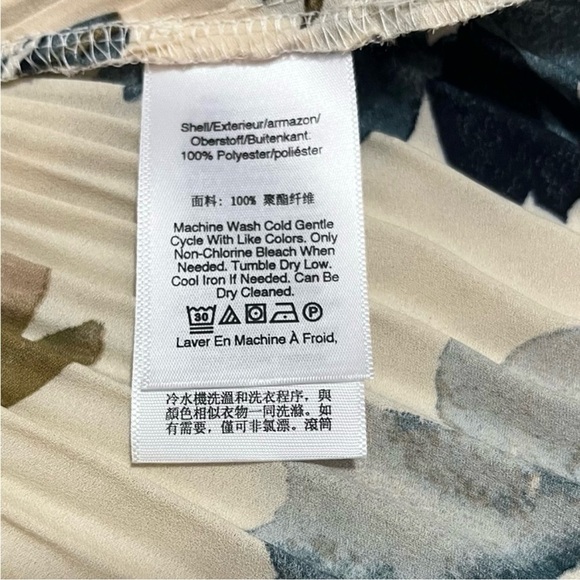 Shell/Exterieur/armazon/
Oberstoff/Buitenkant:
100% Polyester/poliéster
面料: 100% 聚酯纤维
Machine Wash Cold Gentle
Cycle With Like Colors. Only
Non-Chlorine Bleach When
Needed. Tumble Dry Low.
Cool Iron If Needed. Can Be
Dry Cleaned.
30 P
Laver En Machine À Froid,
冷水機洗溫和洗衣程序, 與
顏色相似衣物一同洗滌。如
有需要, 僅可非氯漂。滾筒